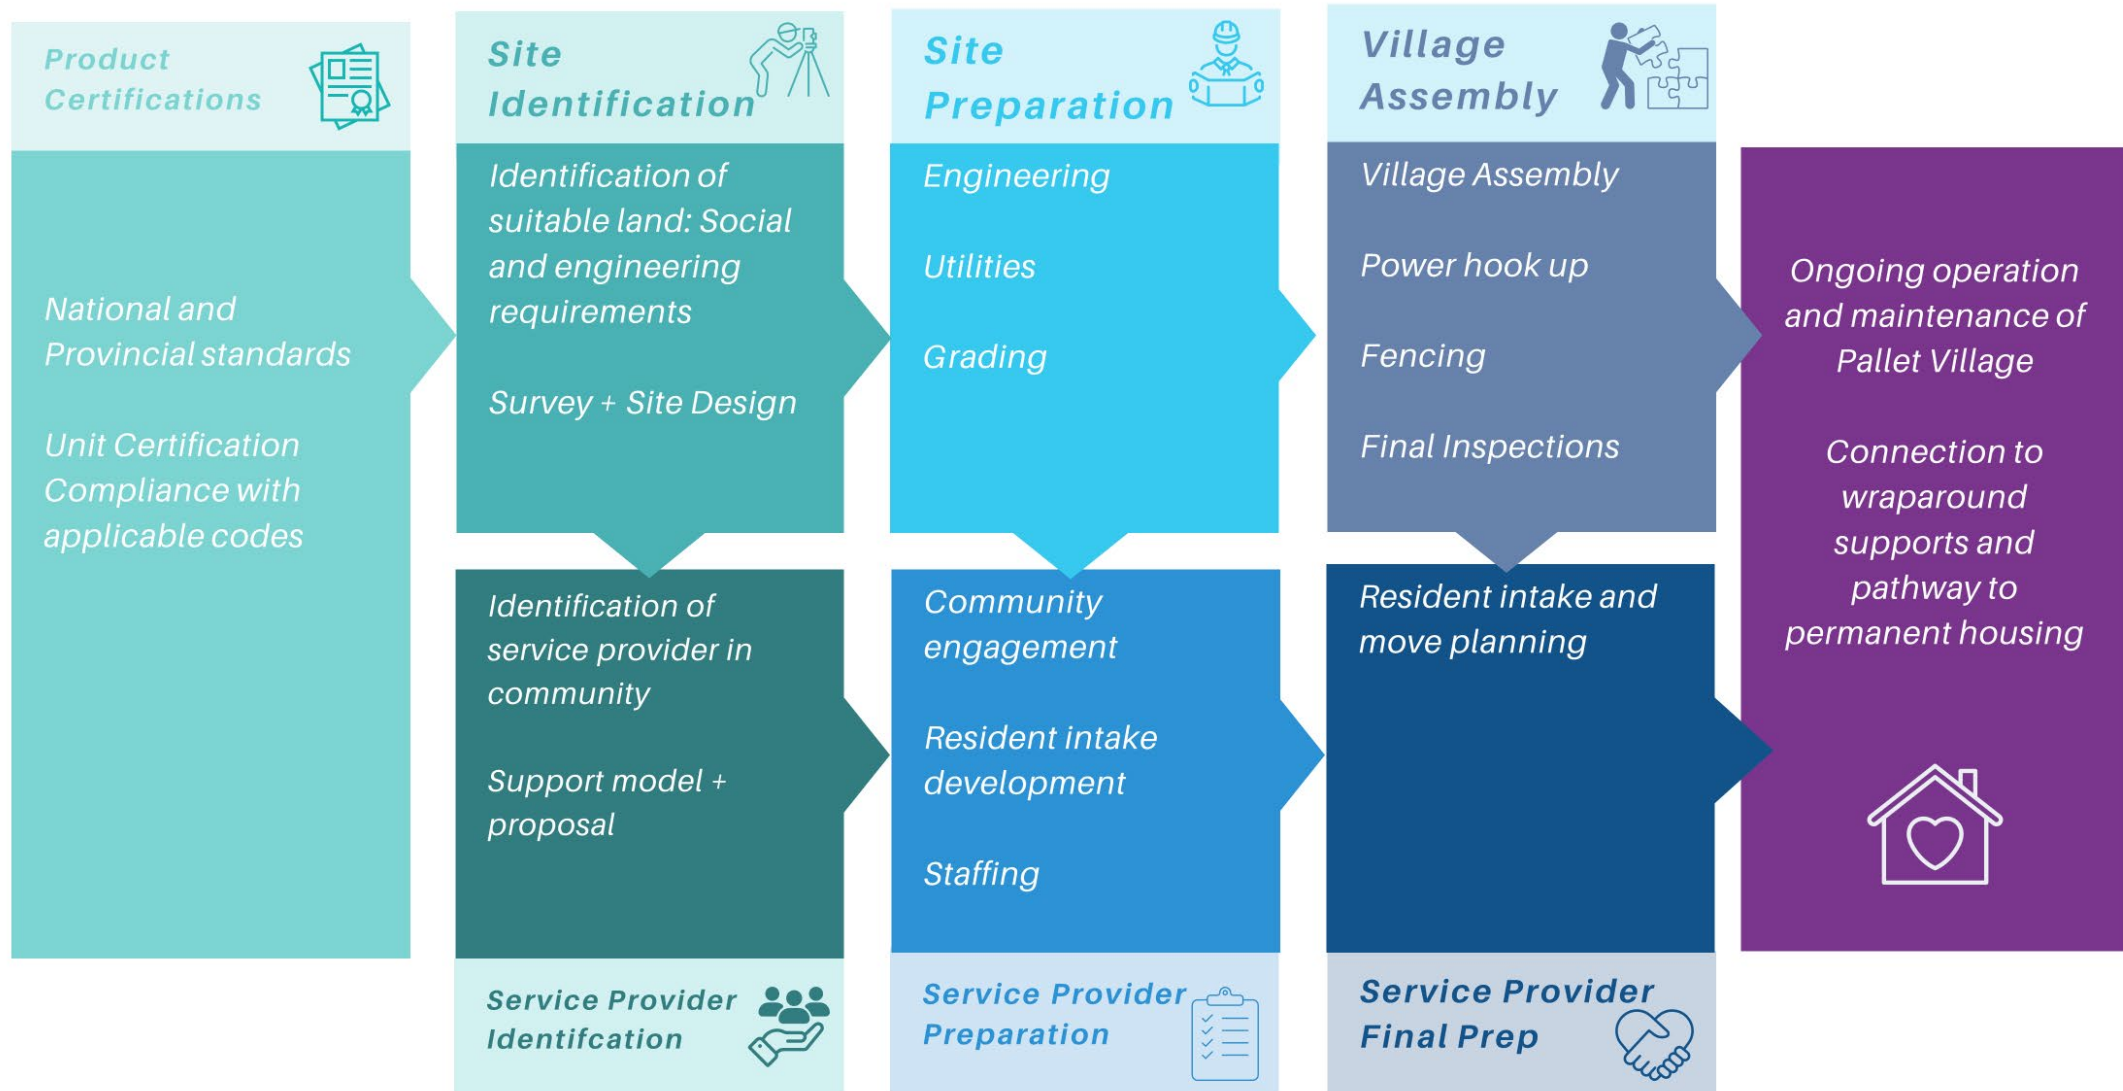 Product
Certifications
National and
Provincial standards
Unit Certification
Compliance with
applicable codes
Site
Identification
Identification of
suitable land: Social
and engineering
requirements
Survey + Site Design
Identification of
service provider in
community
Support model +
proposal
Service Provider
Identifcation
Site
Preparation
Engineering
Utilities
Grading
Community
engagement
Resident intake
development
Staffing
Service Provider
Preparation
Village
Assembly
Village Assembly
Power hook up
Fencing
Final Inspections
Resident intake and
move planning
Service Provider
Final Prep
Ongoing operation
and maintenance of
Pallet Village
Connection to
wraparound
supports and
pathway to
permanent housing